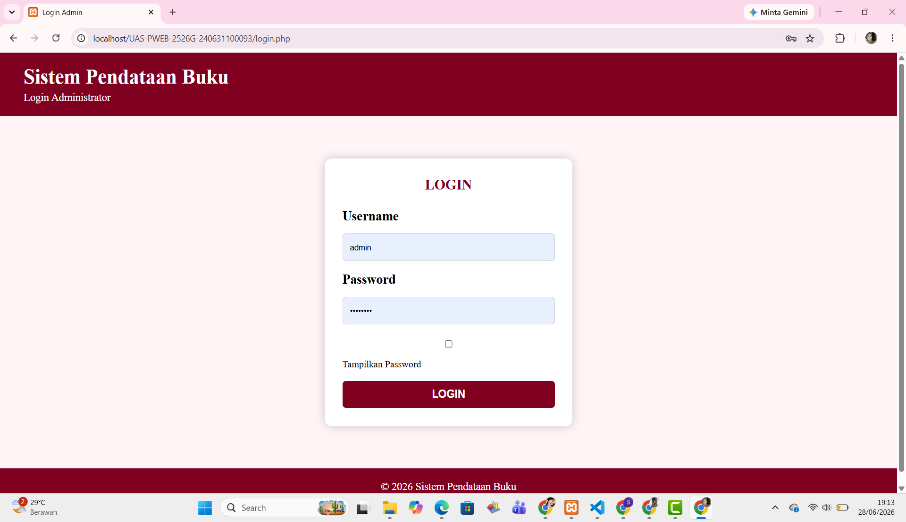 Login Admin
Minta Gemini
localhost/UAS-PWEB-2526G-240631100093/login.php
Sistem Pendataan Buku
Login Administrator
LOGIN
Username
admin
Password
••••••••
Tampilkan Password
LOGIN
© 2026 Sistem Pendataan Buku
2
29°C
Berawan
Search
19:13
28/06/2026